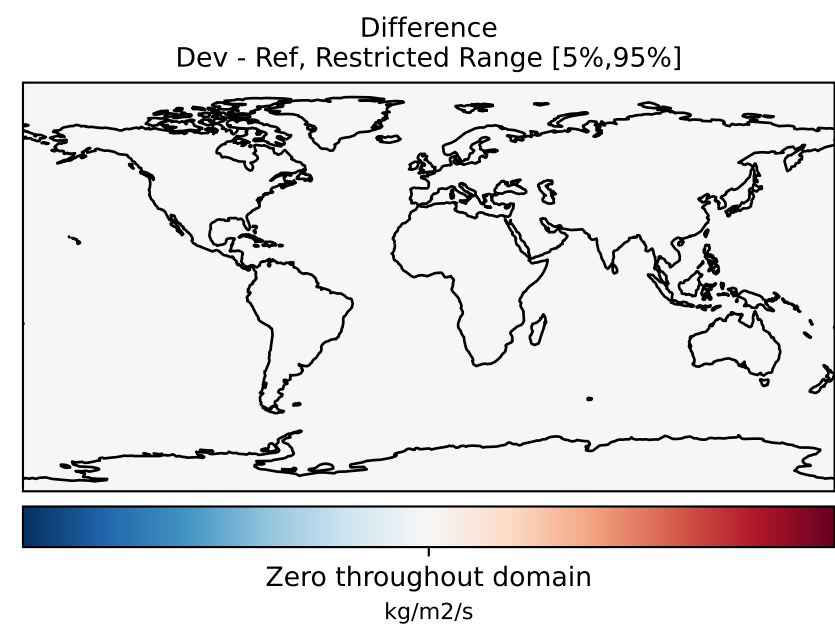 Difference
Dev - Ref, Restricted Range [5%,95%]
Zero throughout domain
kg/m2/s